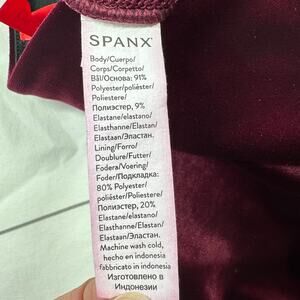 SPANX®
Body/Cuerpo/
Corps/Corpetto/
Bāl/Основа: 91%
Polyester/poliéster/
Poliestere/
Полиэстер, 9%
Elastane/elastano/
Elasthanne/Elastan/
Elastaan/Эластан.
Lining/Forro/
Doublure/Futter/
Fodera/Voering/
Foder/Подкладка:
80% Polyester/
poliéster/Poliestere/
Полиэстер, 20%
Elastane/elastano/
Elasthanne/Elastan/
Elastaan/Эластан.
Machine wash cold,
hecho en indonesia
fabbricato in indonesia
Изготовлено в
Индонезии